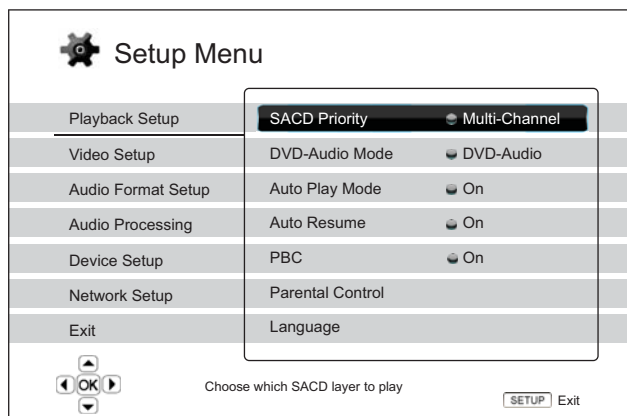 Setup Menu
Playback Setup
Video Setup
Audio Format Setup
Audio Processing
Device Setup
Network Setup
Exit
SACD Priority Multi-Channel
DVD-Audio Mode DVD-Audio
Auto Play Mode On
Auto Resume On
PBC On
Parental Control
Language
OK
Choose which SACD layer to play
SETUP Exit